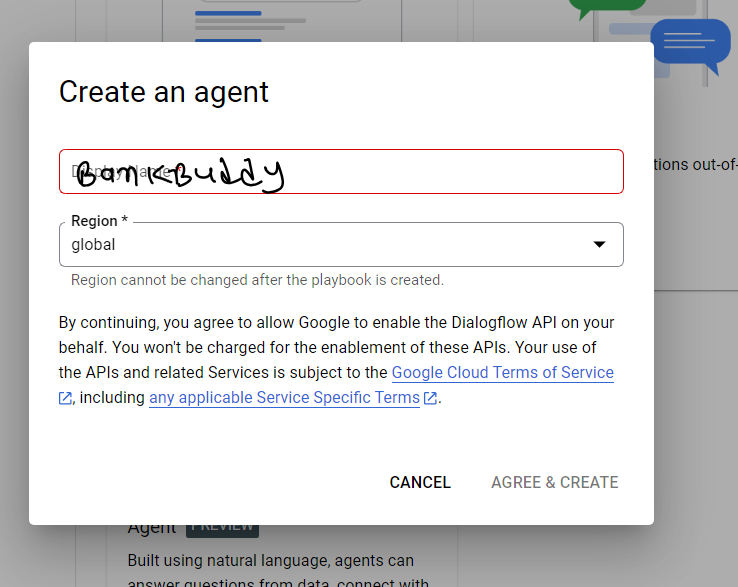 tions out-of-
Create an agent
Display Name *
BankBuddy
Region *
global
Region cannot be changed after the playbook is created.
By continuing, you agree to allow Google to enable the Dialogflow API on your
behalf. You won't be charged for the enablement of these APIs. Your use of
the APIs and related Services is subject to the Google Cloud Terms of Service
, including any applicable Service Specific Terms .
CANCEL AGREE & CREATE
Agent PREVIEW
Built using natural language, agents can
answer questions from data, connect with